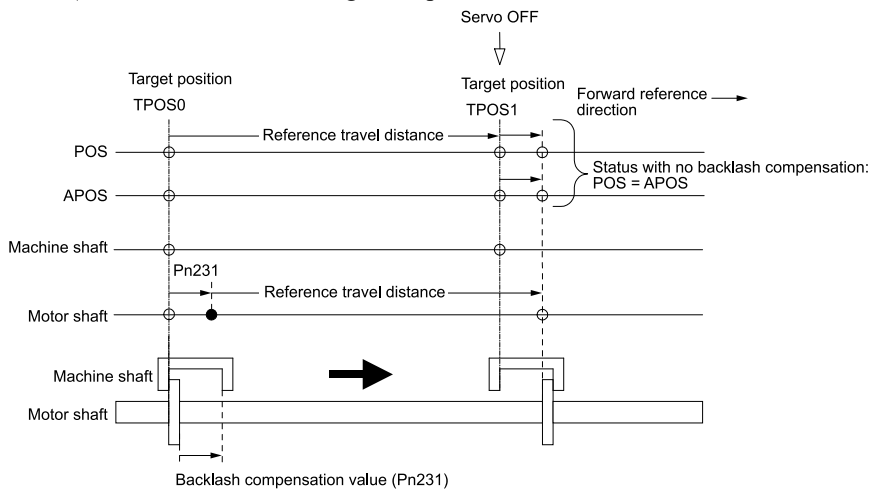 Servo OFF
Target position
TPOS0
Target position
TPOS1
Forward reference
direction
Reference travel distance
POS
Status with no backlash compensation:
POS = APOS
APOS
Machine shaft
Pn231
Reference travel distance
Motor shaft
Machine shaft
Motor shaft
Backlash compensation value (Pn231)